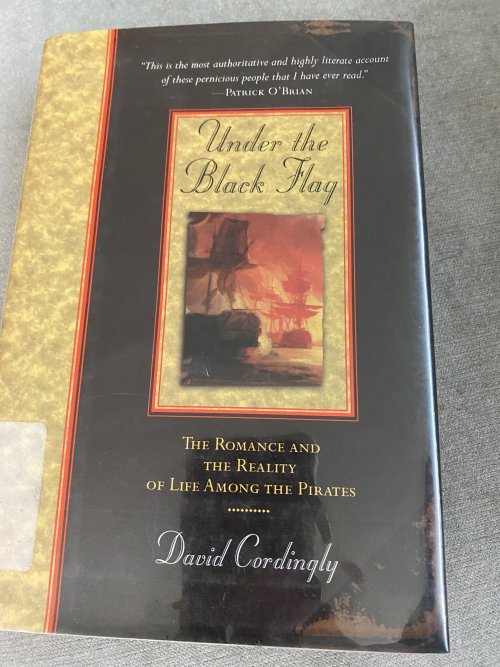 "This is the most authoritative and highly literate account
of these pernicious people that I have ever read."
—Patrick O'Brian
Under the
Black Flag
The Romance and
the Reality
of Life Among the Pirates
David Cordingly